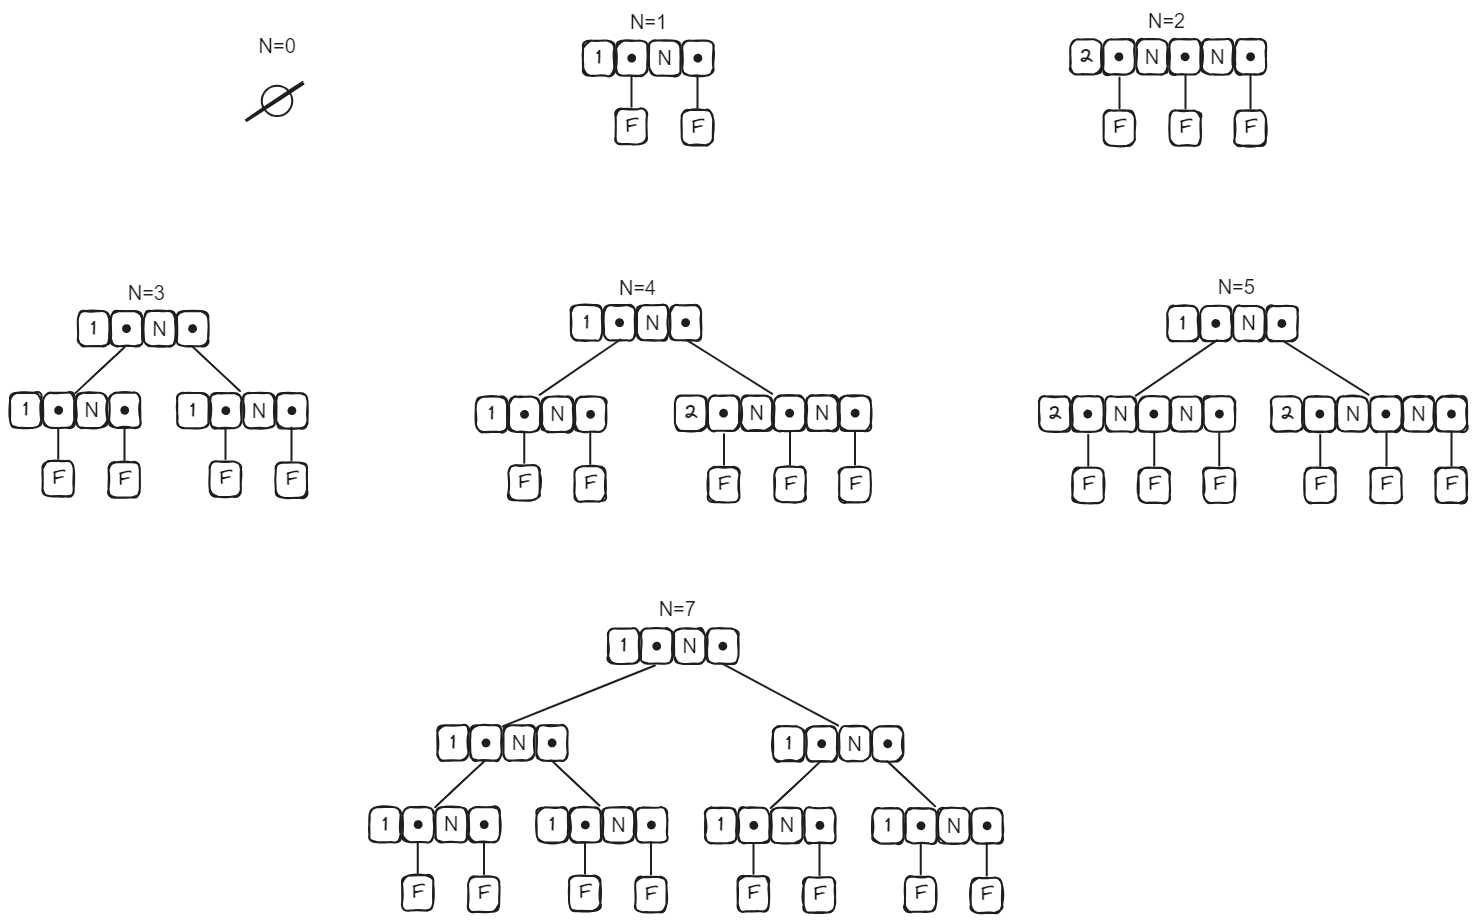 N=0
N=1
N=2
1 N
2 N N
F F
F F F
N=3
N=4
N=5
1 N
1 N
1 N
1 N 1 N
1 N 2 N N
2 N N 2 N N
F F F F
F F F F F
F F F F F F
N=7
1 N
1 N 1 N
1 N 1 N 1 N 1 N
F F F F F F F F